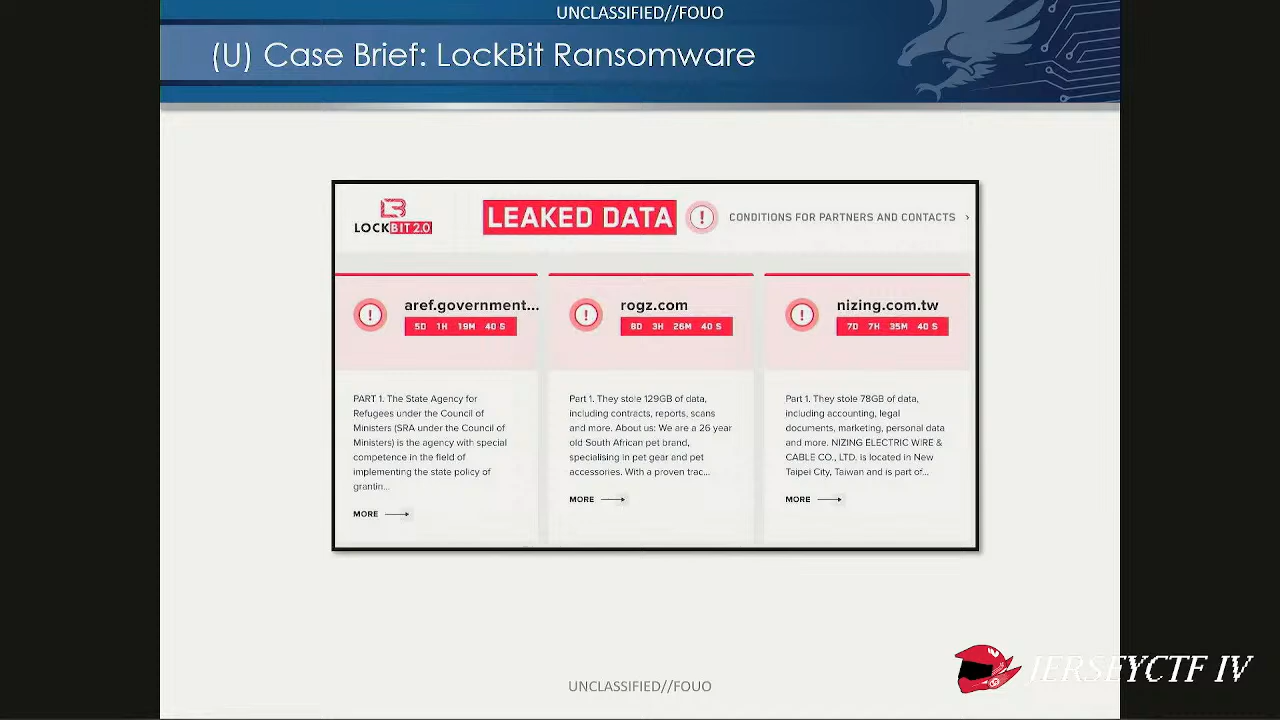 UNCLASSIFIED//FOUO
(U) Case Brief: LockBit Ransomware
LOCKBIT 2.0
LEAKED DATA
CONDITIONS FOR PARTNERS AND CONTACTS
aref.government...
5D 1H 19M 40 S
PART 1. The State Agency for
Refugees under the Council of
Ministers (SRA under the Council of
Ministers) is the agency with special
competence in the field of
implementing the state policy of
grantin...
MORE
rogz.com
8D 3H 26M 40 S
Part 1. They stole 129GB of data,
including contracts, reports, scans
and more. About us: We are a 26 year
old South African pet brand,
specialising in pet gear and pet
accessories. With a proven trac...
MORE
nizing.com.tw
7D 7H 35M 40 S
Part 1. They stole 78GB of data,
including accounting, legal
documents, marketing, personal data
and more. NIZING ELECTRIC WIRE &
CABLE CO., LTD. is located in New
Taipei City, Taiwan and is part of...
MORE
UNCLASSIFIED//FOUO
JERSEYCTF IV